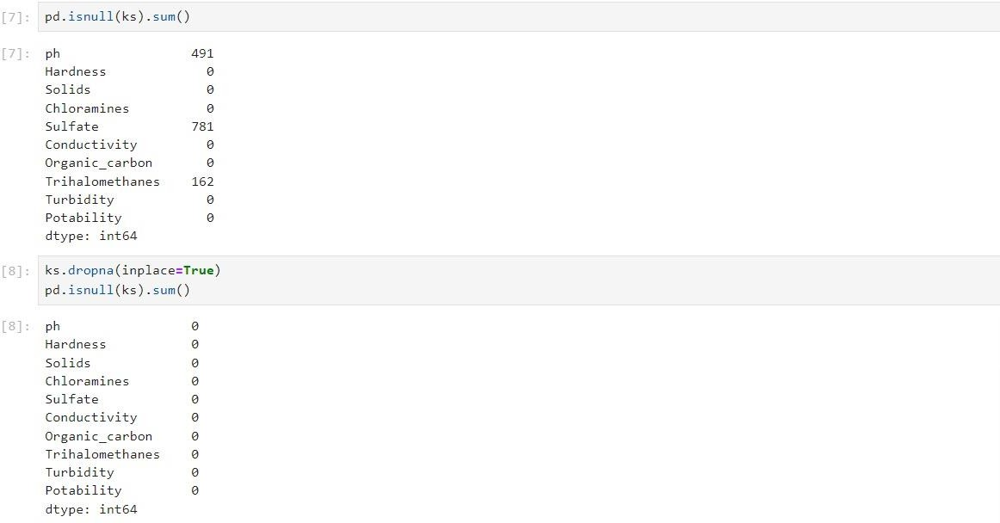 [7]: pd.isnull(ks).sum()
[7]: ph 491
Hardness 0
Solids 0
Chloramines 0
Sulfate 781
Conductivity 0
Organic_carbon 0
Trihalomethanes 162
Turbidity 0
Potability 0
dtype: int64
[8]: ks.dropna(inplace=True)
pd.isnull(ks).sum()
[8]: ph 0
Hardness 0
Solids 0
Chloramines 0
Sulfate 0
Conductivity 0
Organic_carbon 0
Trihalomethanes 0
Turbidity 0
Potability 0
dtype: int64